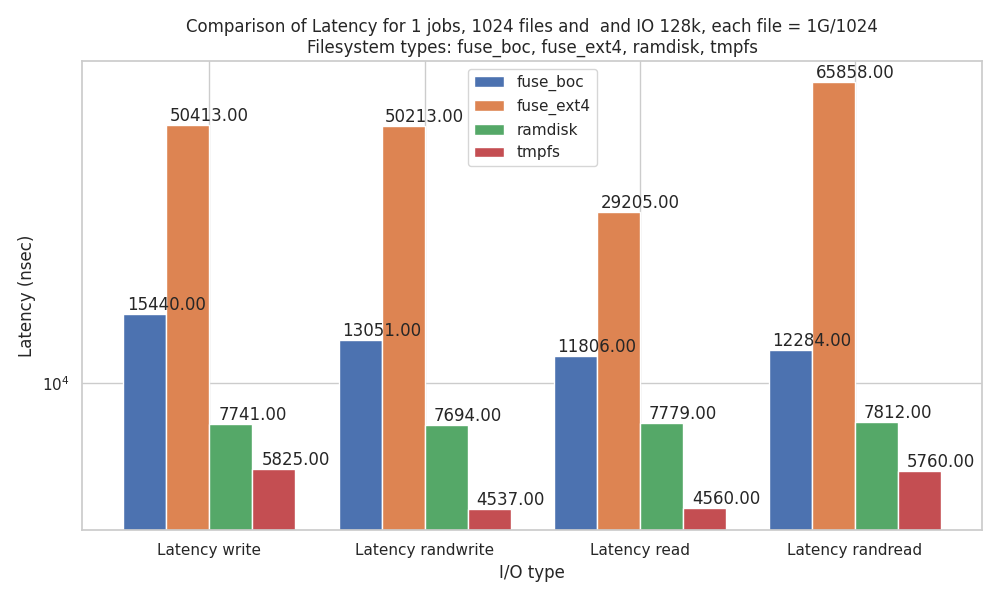 Comparison of Latency for 1 jobs, 1024 files and  and IO 128k, each file = 1G/1024
Filesystem types: fuse_boc, fuse_ext4, ramdisk, tmpfs
fuse_boc
fuse_ext4
ramdisk
tmpfs
Latency (nsec)
10⁴
15440.00
50413.00
7741.00
5825.00
13051.00
50213.00
7694.00
4537.00
11806.00
29205.00
7779.00
4560.00
12284.00
65858.00
7812.00
5760.00
Latency write
Latency randwrite
Latency read
Latency randread
I/O type